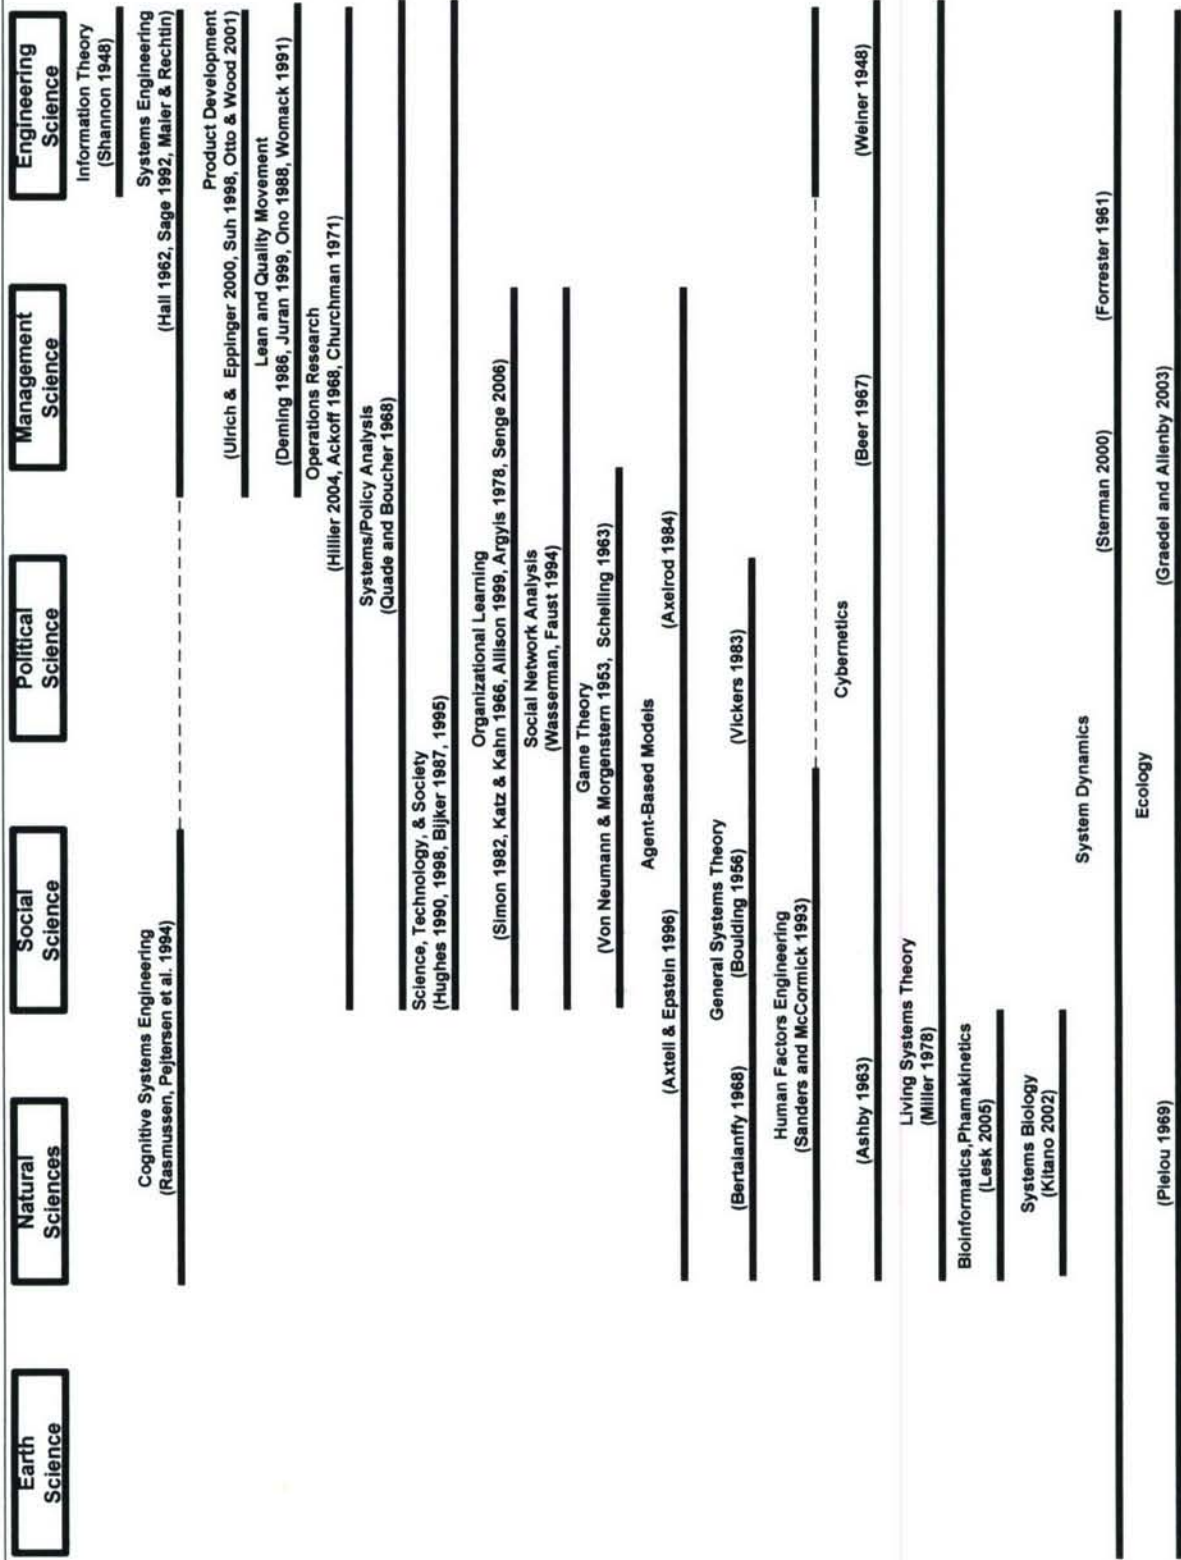 Earth
Science
Natural
Sciences
Social
Science
Political
Science
Management
Science
Engineering
Science
Information Theory
(Shannon 1948)
Cognitive Systems Engineering
(Rasmussen, Pejtersen et al. 1994)
Systems Engineering
(Hall 1962, Sage 1992, Maier & Rechtin)
Product Development
(Ulrich & Eppinger 2000, Suh 1998, Otto & Wood 2001)
Lean and Quality Movement
(Deming 1986, Juran 1999, Ono 1988, Womack 1991)
Operations Research
(Hillier 2004, Ackoff 1968, Churchman 1971)
Systems/Policy Analysis
(Quade and Boucher 1968)
Science, Technology, & Society
(Hughes 1990, 1998, Bijker 1987, 1995)
Organizational Learning
(Simon 1982, Katz & Kahn 1966, Allison 1999, Argyis 1978, Senge 2006)
Social Network Analysis
(Wasserman, Faust 1994)
Game Theory
(Von Neumann & Morgenstern 1953, Schelling 1963)
Agent-Based Models
(Axtell & Epstein 1996)
(Axelrod 1984)
General Systems Theory
(Bertalanffy 1968)
(Boulding 1956)
(Vickers 1983)
Human Factors Engineering
(Sanders and McCormick 1993)
Cybernetics
(Ashby 1963)
(Beer 1967)
(Weiner 1948)
Living Systems Theory
(Miller 1978)
Bioinformatics,Phamakinetics
(Lesk 2005)
Systems Biology
(Kitano 2002)
System Dynamics
(Sterman 2000)
(Forrester 1961)
Ecology
(Pielou 1969)
(Graedel and Allenby 2003)